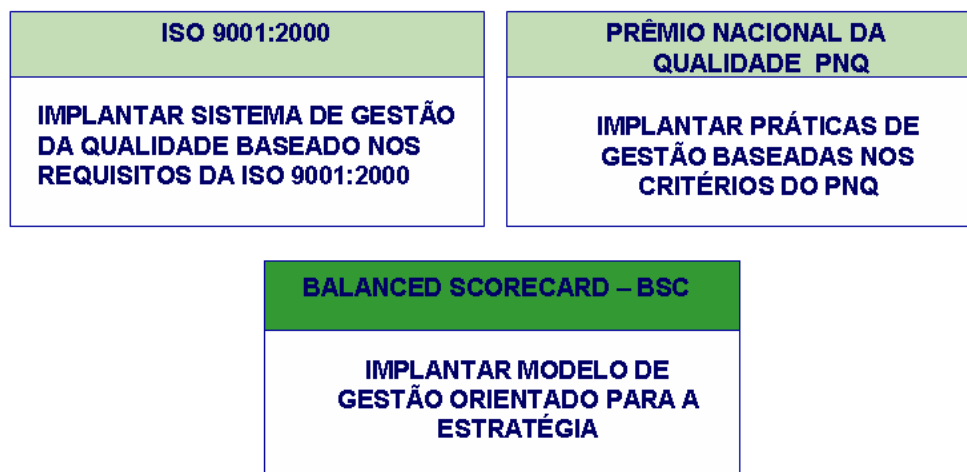 ISO 9001:2000
IMPLANTAR SISTEMA DE GESTÃO
DA QUALIDADE BASEADO NOS
REQUISITOS DA ISO 9001:2000
PRÊMIO NACIONAL DA
QUALIDADE PNQ
IMPLANTAR PRÁTICAS DE
GESTÃO BASEADAS NOS
CRITÉRIOS DO PNQ
BALANCED SCORECARD – BSC
IMPLANTAR MODELO DE
GESTÃO ORIENTADO PARA A
ESTRATÉGIA